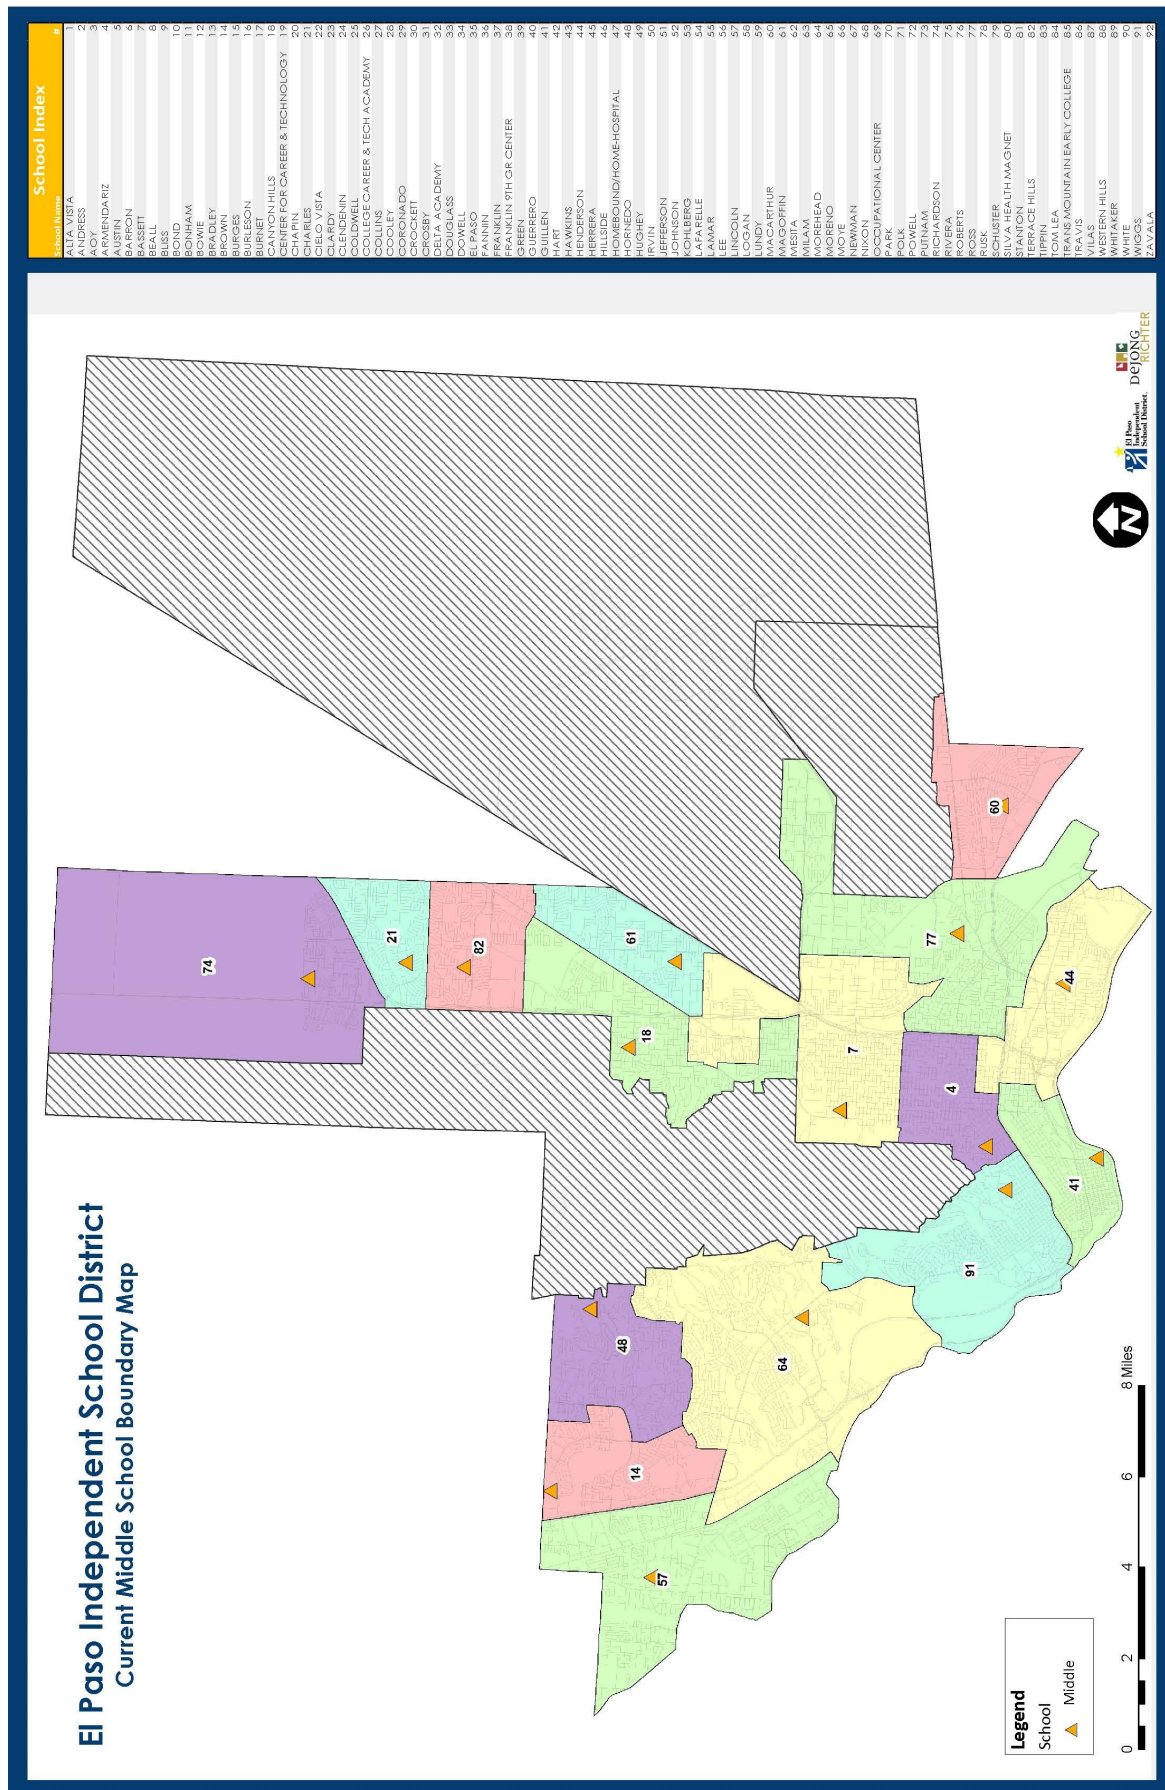 El Paso Independent School District
Current Middle School Boundary Map
74
21
82
61
18
48
14
57
64
7
77
60
4
44
91
41
Legend
School
Middle
0 2 4 6 8 Miles
N
El Paso
Independent
School District.
DEJONG
RICHTER
School Index
School Name #
ALTA VISTA 1
ANDRESS 2
AOY 3
ARMENDARIZ 4
AUSTIN 5
BARRON 6
BASSETT 7
BEALL 8
BLISS 9
BOND 10
BONHAM 11
BOWIE 12
BRADLEY 13
BROWN 14
BURGES 15
BURLESON 16
BURNET 17
CANYON HILLS 18
CENTER FOR CAREER & TECHNOLOGY 19
CHAPIN 20
CHARLES 21
CIELO VISTA 22
CLARDY 23
CLENDENIN 24
COLDWELL 25
COLLEGE CAREER & TECH ACADEMY 26
COLLINS 27
COOLEY 28
CORONADO 29
CROCKETT 30
CROSBY 31
DELTA ACADEMY 32
DOUGLASS 33
DOWELL 34
EL PASO 35
FANNIN 36
FRANKLIN 37
FRANKLIN 9TH GR CENTER 38
GREEN 39
GUERRERO 40
GUILLEN 41
HART 42
HAWKINS 43
HENDERSON 44
HERRERA 45
HILLSIDE 46
HOMEBOUND/HOME-HOSPITAL 47
HORNEDO 48
HUGHEY 49
IRVIN 50
JEFFERSON 51
JOHNSON 52
KOHLBERG 53
LAFARELLE 54
LAMAR 55
LEE 56
LINCOLN 57
LOGAN 58
LUNDY 59
MACARTHUR 60
MAGOFFIN 61
MESITA 62
MILAM 63
MOREHEAD 64
MORENO 65
MOYE 66
NEWMAN 67
NIXON 68
OCCUPATIONAL CENTER 69
PARK 70
POLK 71
POWELL 72
PUTNAM 73
RICHARDSON 74
RIVERA 75
ROBERTS 76
ROSS 77
RUSK 78
SCHUSTER 79
SILVA HEALTH MAGNET 80
STANTON 81
TERRACE HILLS 82
TIPPIN 83
TOM LEA 84
TRANS MOUNTAIN EARLY COLLEGE 85
TRAVIS 86
VILAS 87
WESTERN HILLS 88
WHITAKER 89
WHITE 90
WIGGS 91
ZAVALA 92